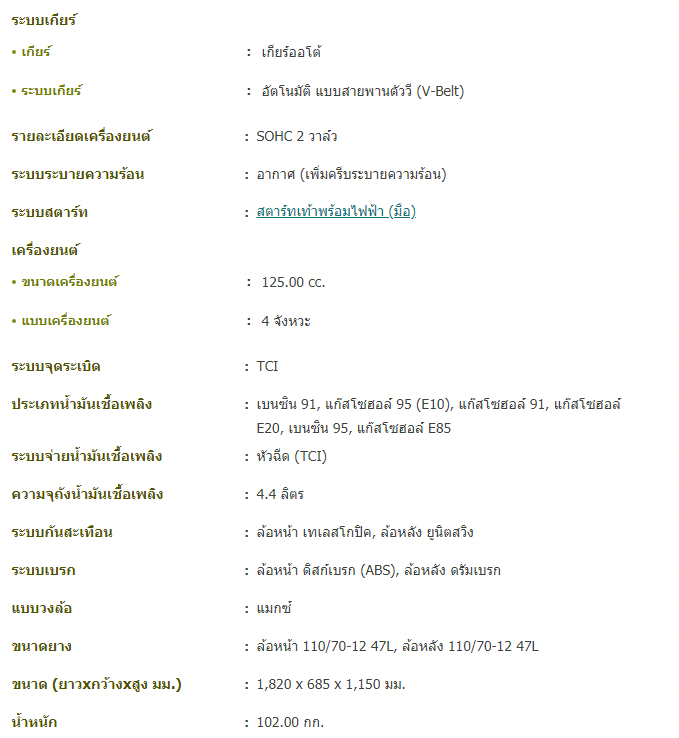 ระบบเกียร์
• เกียร์ : เกียร์ออโต้
• ระบบเกียร์ : อัตโนมัติ แบบสายพานตัววี (V-Belt)
รายละเอียดเครื่องยนต์ : SOHC 2 วาล์ว
ระบบระบายความร้อน : อากาศ (เพิ่มครีบระบายความร้อน)
ระบบสตาร์ท : สตาร์ทเท้าพร้อมไฟฟ้า (มือ)
เครื่องยนต์
• ขนาดเครื่องยนต์ : 125.00 cc.
• แบบเครื่องยนต์ : 4 จังหวะ
ระบบจุดระเบิด : TCI
ประเภทน้ำมันเชื้อเพลิง : เบนซิน 91, แก๊สโซฮอล์ 95 (E10), แก๊สโซฮอล์ 91, แก๊สโซฮอล์
E20, เบนซิน 95, แก๊สโซฮอล์ E85
ระบบจ่ายน้ำมันเชื้อเพลิง : หัวฉีด (TCI)
ความจุถังน้ำมันเชื้อเพลิง : 4.4 ลิตร
ระบบกันสะเทือน : ล้อหน้า เทเลสโกปิค, ล้อหลัง ยูนิตสวิง
ระบบเบรก : ล้อหน้า ดิสก์เบรก (ABS), ล้อหลัง ดรัมเบรก
แบบวงล้อ : แมกซ์
ขนาดยาง : ล้อหน้า 110/70-12 47L, ล้อหลัง 110/70-12 47L
ขนาด (ยาวxกว้างxสูง มม.) : 1,820 x 685 x 1,150 มม.
น้ำหนัก : 102.00 กก.